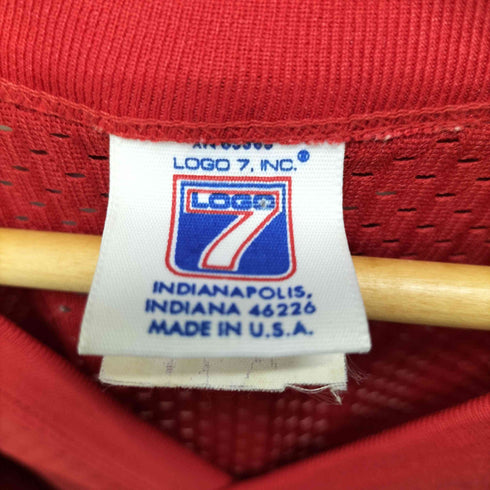 LOGO 7, INC.®
LOGO
7
INDIANAPOLIS,
INDIANA 46226
MADE IN U.S.A.